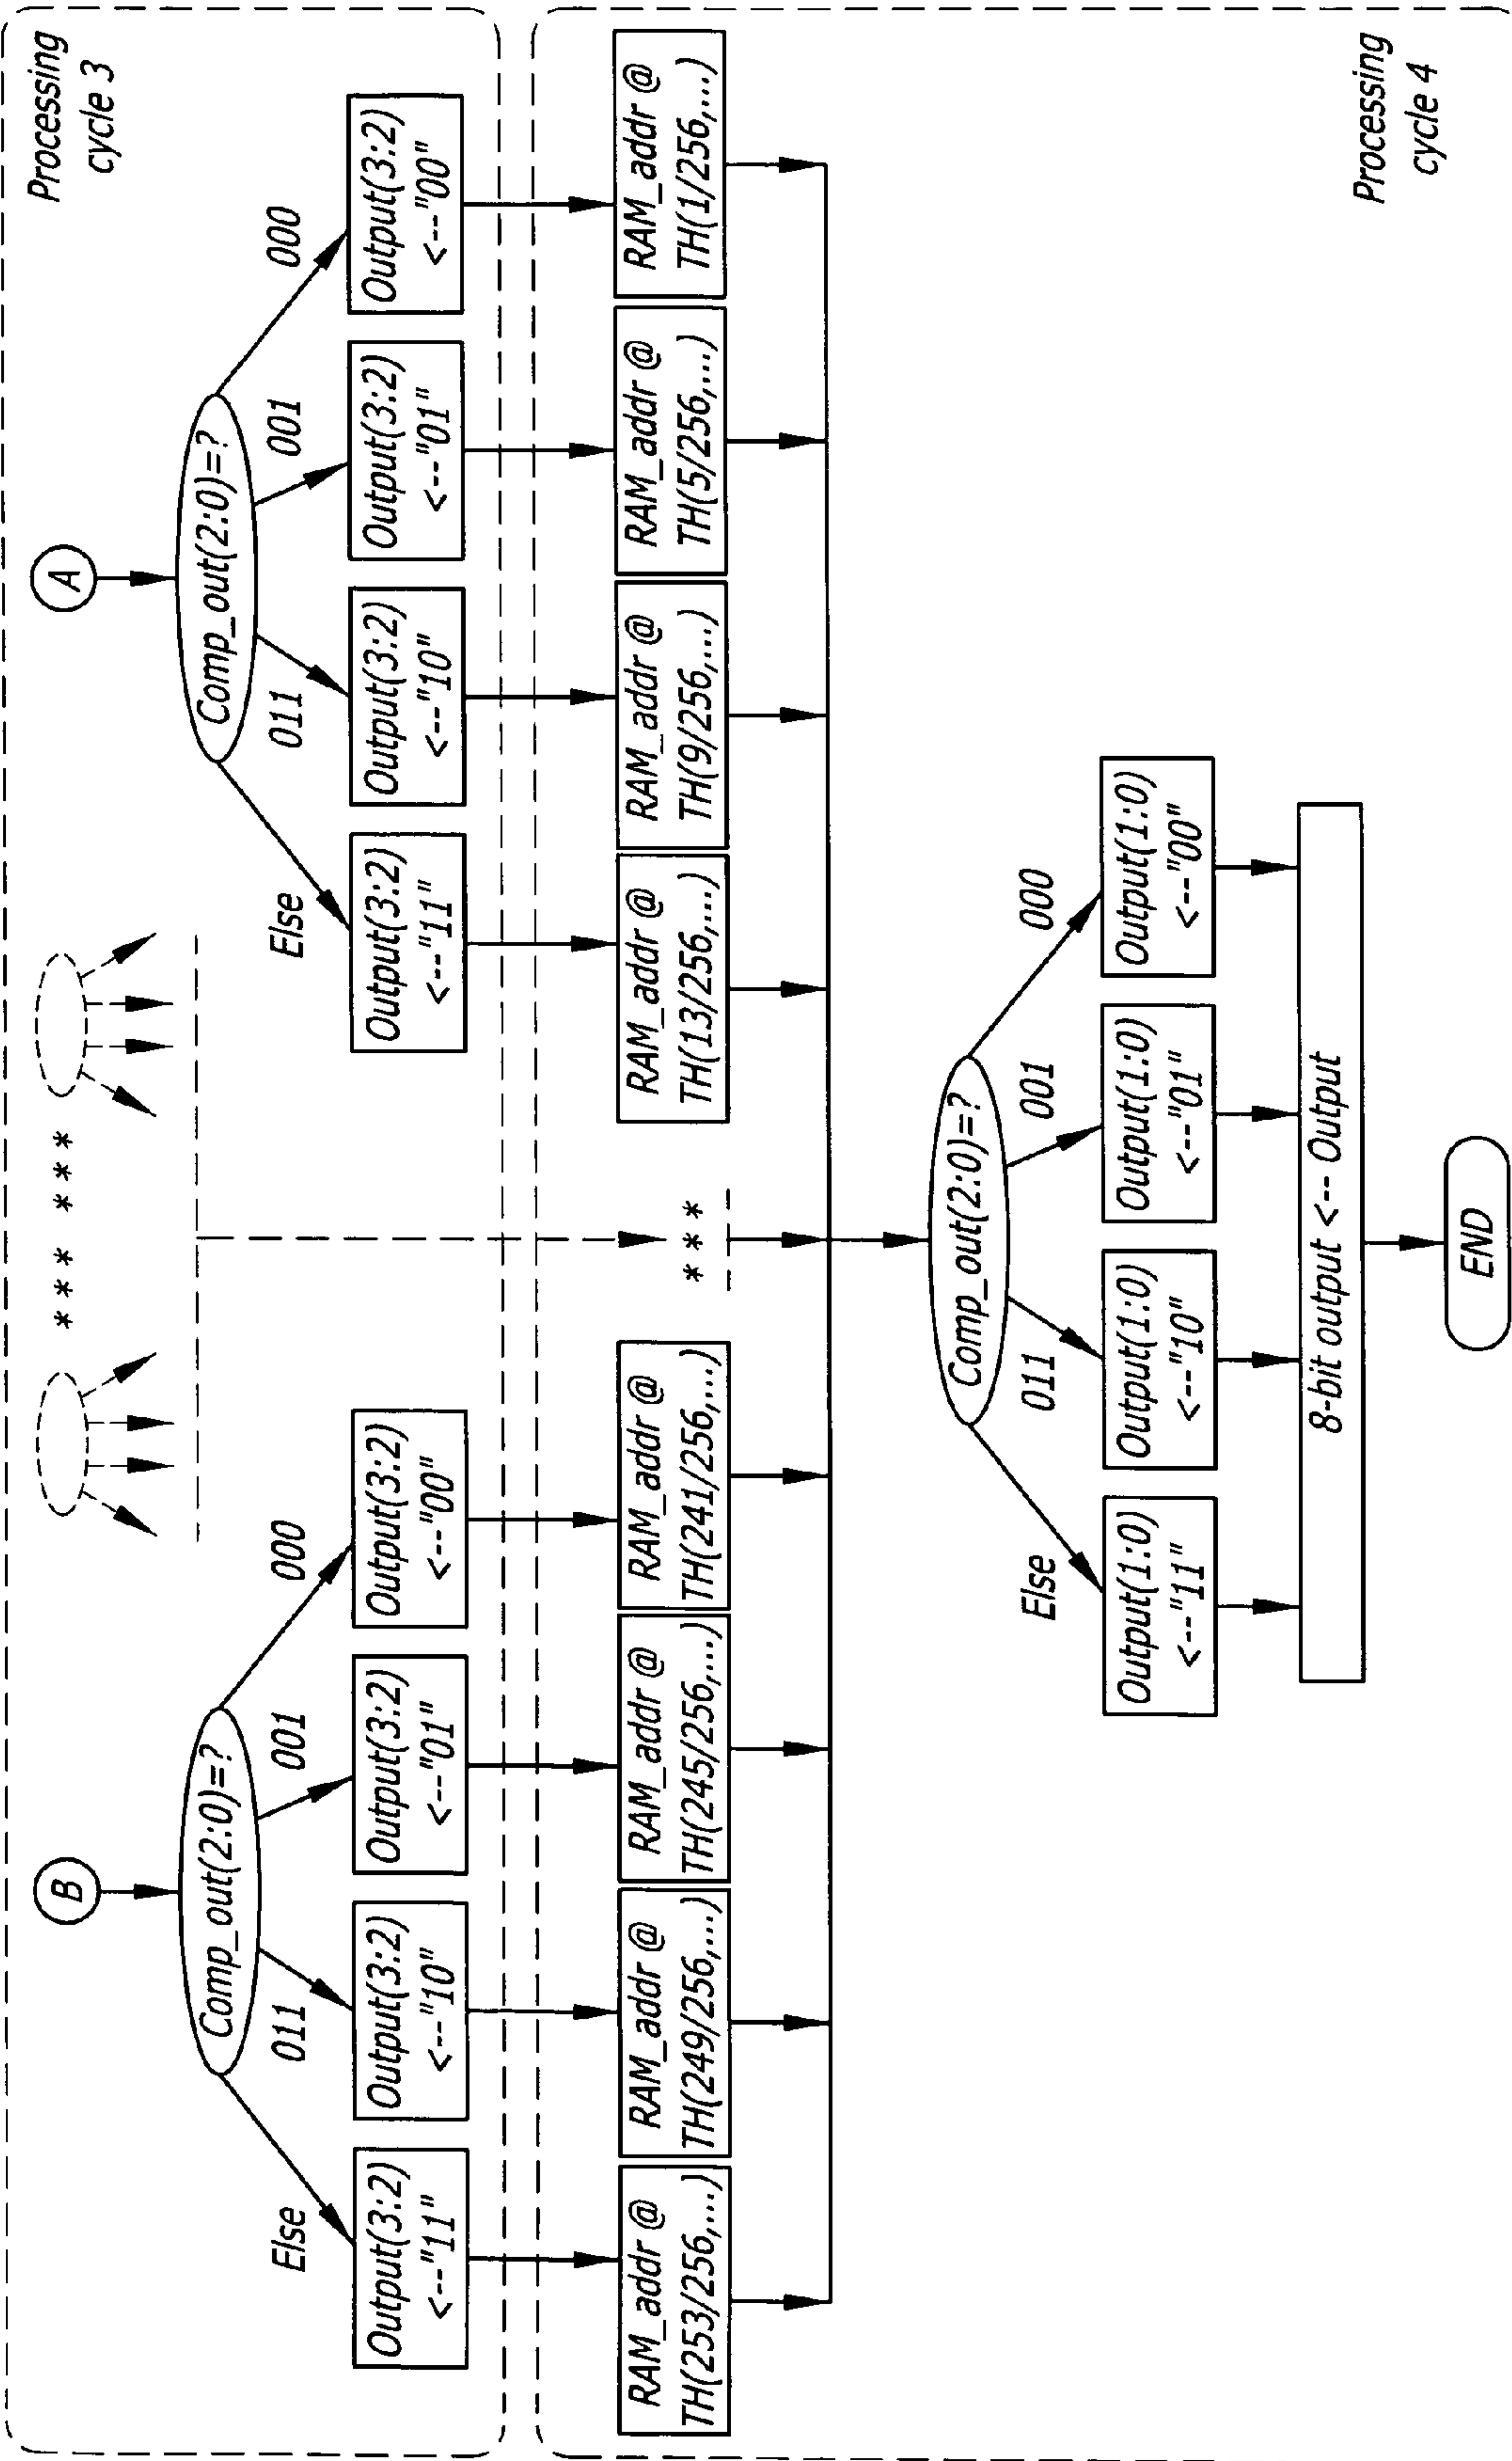 Processing
cycle 3
B
*** ***
A
Comp_out(2:0)=?
Comp_out(2:0)=?
Else
011
001
000
Else
011
001
000
Output(3:2)
<--"11"
Output(3:2)
<--"10"
Output(3:2)
<--"01"
Output(3:2)
<--"00"
Output(3:2)
<--"11"
Output(3:2)
<--"10"
Output(3:2)
<--"01"
Output(3:2)
<--"00"
RAM_addr @
TH(253/256,...)
RAM_addr @
TH(249/256,...)
RAM_addr @
TH(245/256,...)
RAM_addr @
TH(241/256,...)
***
RAM_addr @
TH(13/256,...)
RAM_addr @
TH(9/256,...)
RAM_addr @
TH(5/256,...)
RAM_addr @
TH(1/256,...)
Comp_out(2:0)=?
Else
011
001
000
Output(1:0)
<--"11"
Output(1:0)
<--"10"
Output(1:0)
<--"01"
Output(1:0)
<--"00"
8-bit output <-- Output
END
Processing
cycle 4